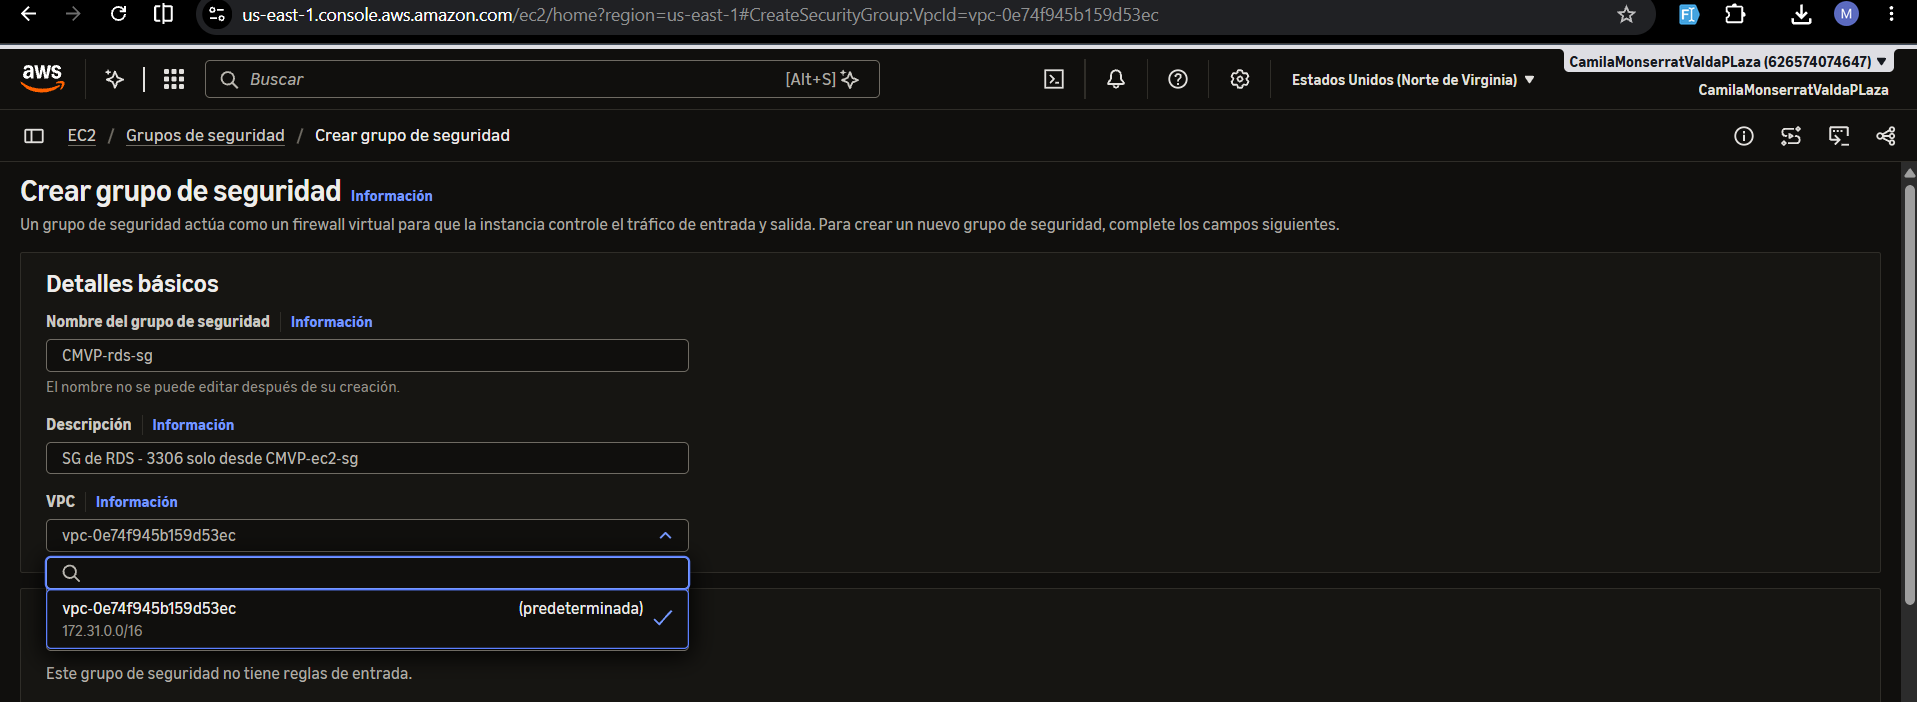 us-east-1.console.aws.amazon.com/ec2/home?region=us-east-1#CreateSecurityGroup:VpcId=vpc-0e74f945b159d53ec
M
aws
Buscar
[Alt+S]
Estados Unidos (Norte de Virginia)
CamilaMonserratValdaPLaza (626574074647)
CamilaMonserratValdaPLaza
EC2 / Grupos de seguridad / Crear grupo de seguridad
Crear grupo de seguridad Información
Un grupo de seguridad actúa como un firewall virtual para que la instancia controle el tráfico de entrada y salida. Para crear un nuevo grupo de seguridad, complete los campos siguientes.
Detalles básicos
Nombre del grupo de seguridad Información
CMVP-rds-sg
El nombre no se puede editar después de su creación.
Descripción Información
SG de RDS - 3306 solo desde CMVP-ec2-sg
VPC Información
vpc-0e74f945b159d53ec
vpc-0e74f945b159d53ec (predeterminada)
172.31.0.0/16
Este grupo de seguridad no tiene reglas de entrada.